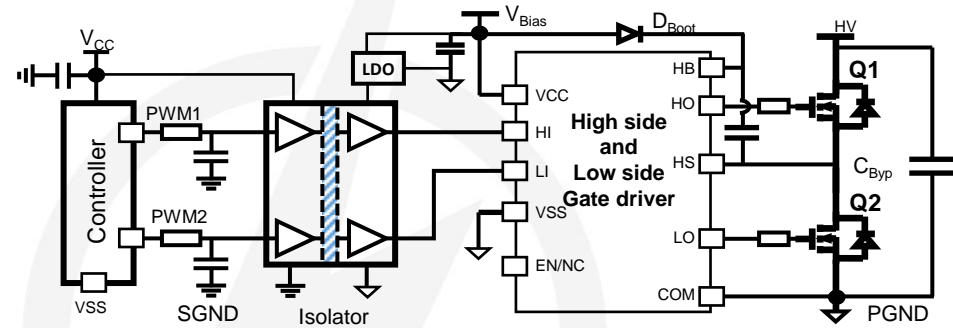 V_Bias
D_Boot
HV
V_CC
LDO
HB
Q1
PWM1
VCC
HO
HI
High side
and
Low side
Gate driver
LI
HS
C_Byp
Controller
PWM2
VSS
Q2
LO
EN/NC
VSS
SGND
Isolator
COM
PGND